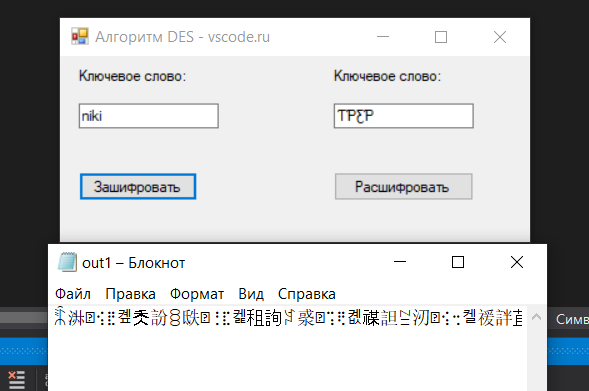 Алгоритм DES - vscode.ru
Ключевое слово:
Ключевое слово:
niki
Зашифровать
Расшифровать
out1 – Блокнот
Файл Правка Формат Вид Справка
Симв